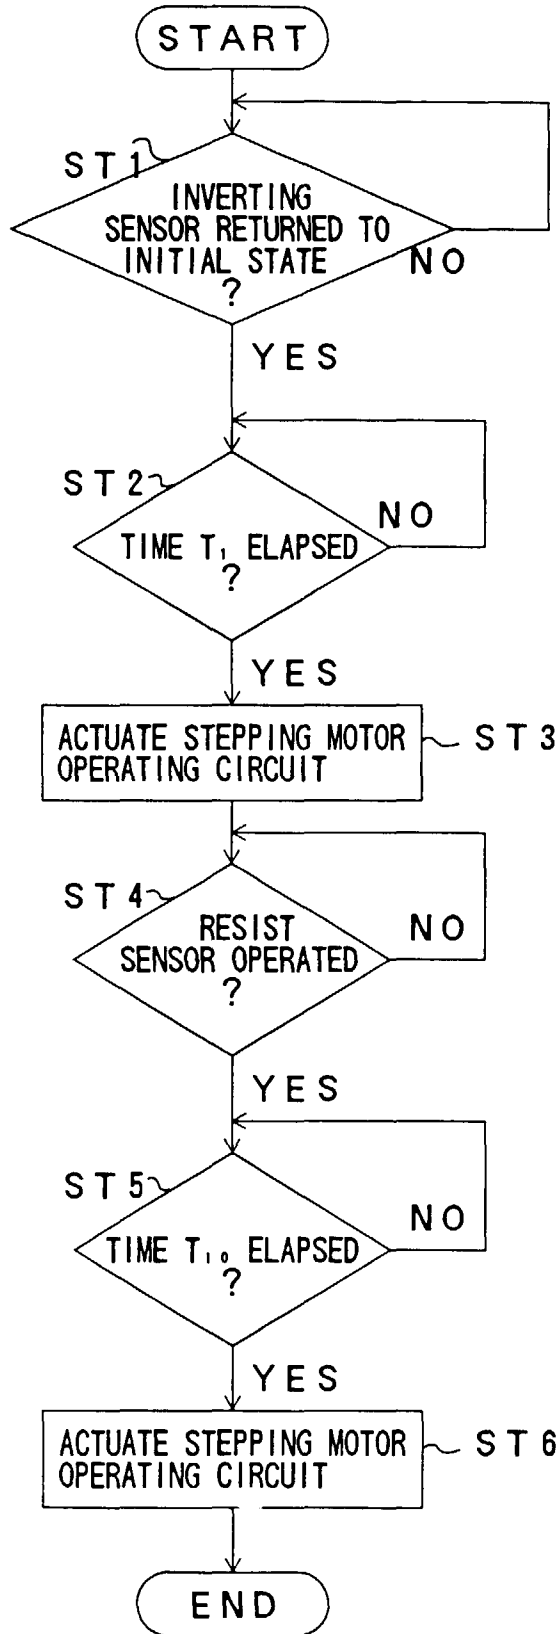 START
ST1
INVERTING
SENSOR RETURNED TO
INITIAL STATE
?
NO
YES
ST2
NO
TIME T₁ ELAPSED
?
YES
ACTUATE STEPPING MOTOR
OPERATING CIRCUIT
ST3
ST4
RESIST
SENSOR OPERATED
?
NO
YES
ST5
NO
TIME T₁₀ ELAPSED
?
YES
ACTUATE STEPPING MOTOR
OPERATING CIRCUIT
ST6
END